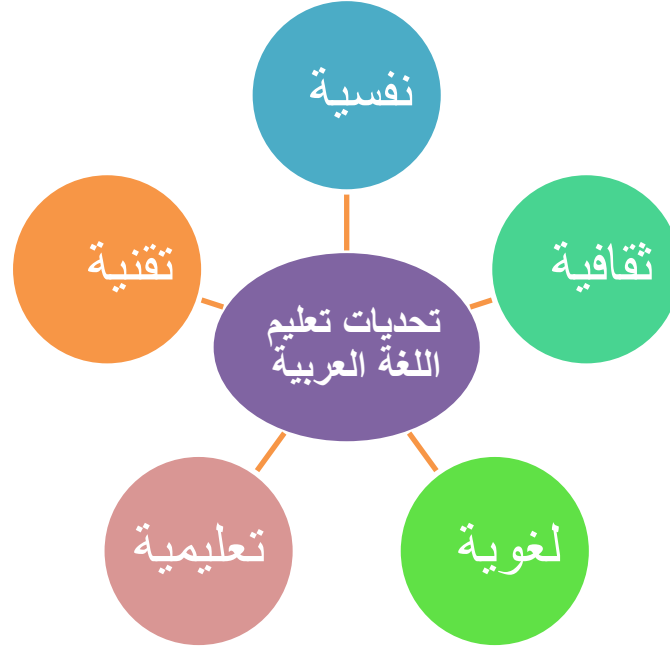 نفسية
ثقافية
تقنية
تحديات تعليم
اللغة العربية
لغوية
تعليمية